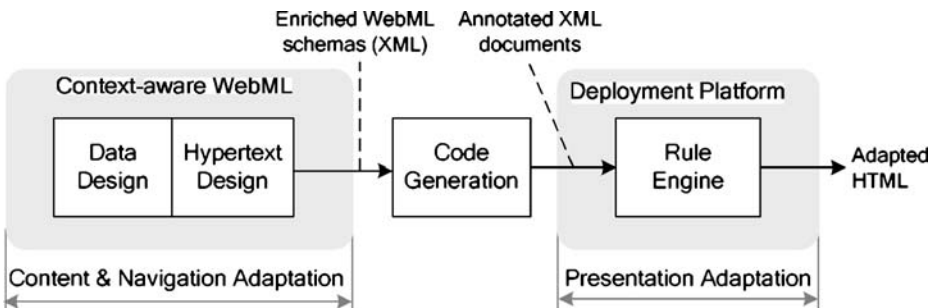 Enriched WebML
schemas (XML)
Annotated XML
documents
Context-aware WebML
Deployment Platform
Data
Design
Hypertext
Design
Code
Generation
Rule
Engine
Adapted
HTML
Content & Navigation Adaptation
Presentation Adaptation